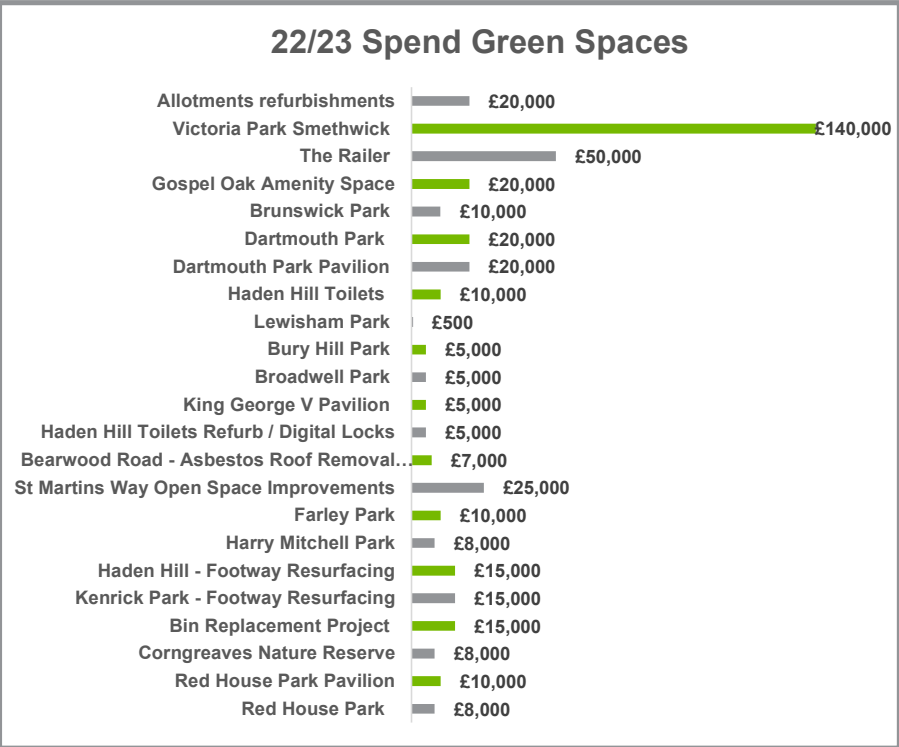 22/23 Spend Green Spaces
Allotments refurbishments £20,000
Victoria Park Smethwick £140,000
The Railer £50,000
Gospel Oak Amenity Space £20,000
Brunswick Park £10,000
Dartmouth Park £20,000
Dartmouth Park Pavilion £20,000
Haden Hill Toilets £10,000
Lewisham Park £500
Bury Hill Park £5,000
Broadwell Park £5,000
King George V Pavilion £5,000
Haden Hill Toilets Refurb / Digital Locks £5,000
Bearwood Road - Asbestos Roof Removal… £7,000
St Martins Way Open Space Improvements £25,000
Farley Park £10,000
Harry Mitchell Park £8,000
Haden Hill - Footway Resurfacing £15,000
Kenrick Park - Footway Resurfacing £15,000
Bin Replacement Project £15,000
Corngreaves Nature Reserve £8,000
Red House Park Pavilion £10,000
Red House Park £8,000